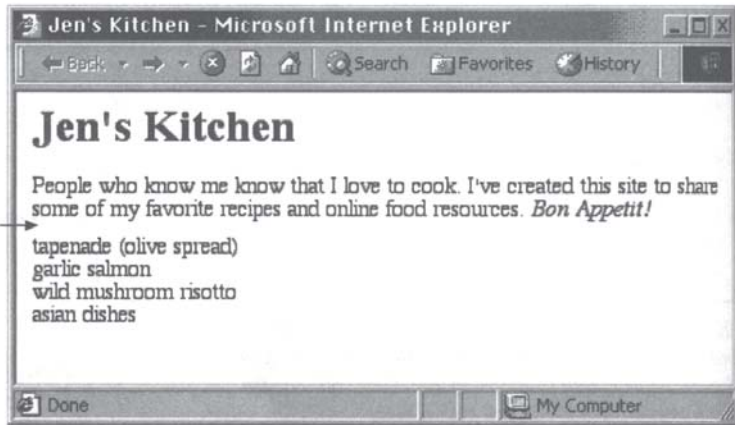 Jen's Kitchen - Microsoft Internet Explorer
Back
Search
Favorites
History
Jen's Kitchen
People who know me know that I love to cook. I've created this site to share
some of my favorite recipes and online food resources. Bon Appetit!
tapenade (olive spread)
garlic salmon
wild mushroom risotto
asian dishes
Done
My Computer